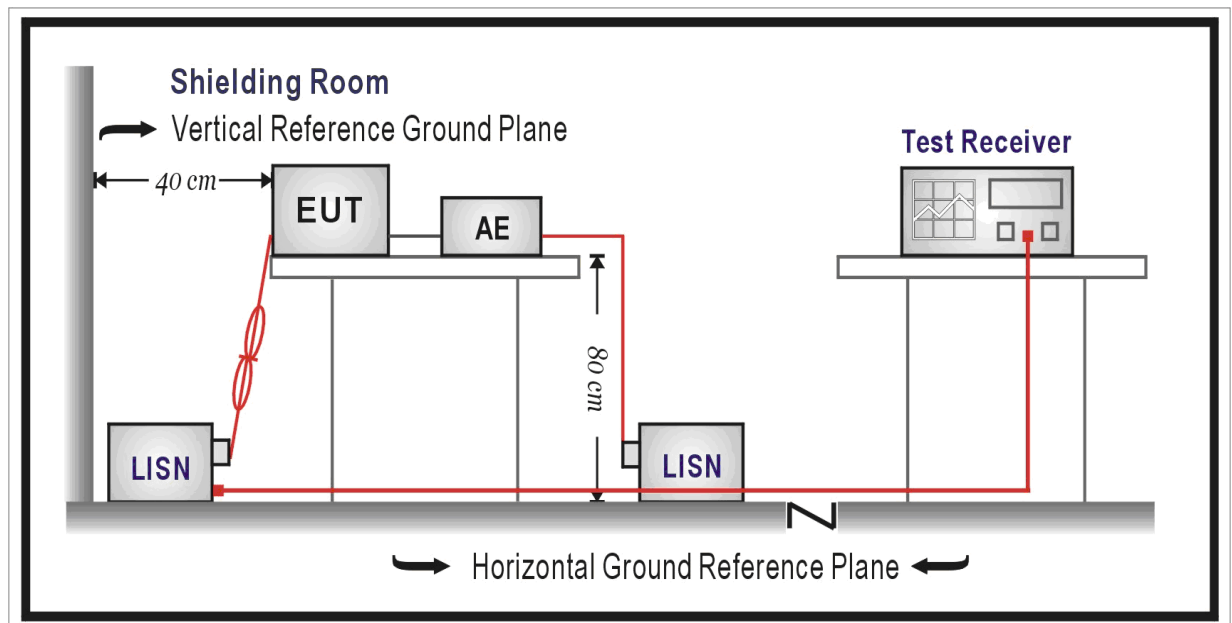 Shielding Room
Vertical Reference Ground Plane
Test Receiver
40 cm
EUT
AE
80 cm
LISN
LISN
Horizontal Ground Reference Plane